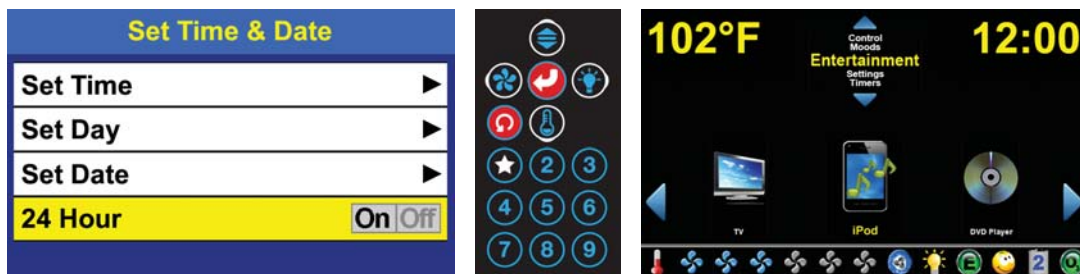 Set Time & Date
Set Time
Set Day
Set Date
24 Hour On Off
2 3
4 5 6
7 8 9
102°F
12:00
Control
Moods
Entertainment
Settings
Timers
TV
iPod
DVD Player
E
2